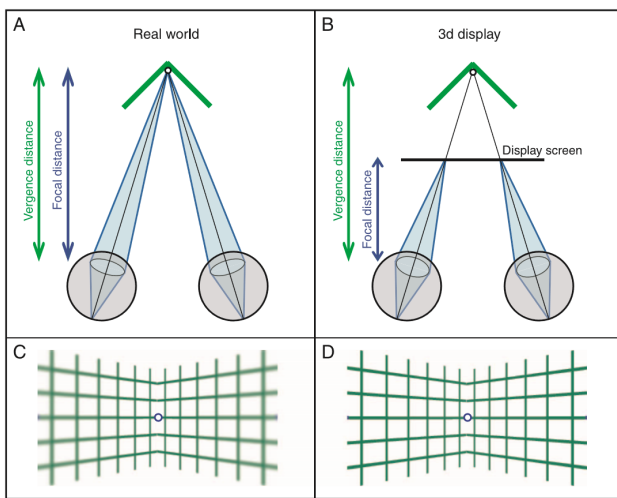 A
Real world
Vergence distance
Focal distance
B
3d display
Display screen
Vergence distance
Focal distance
C
D